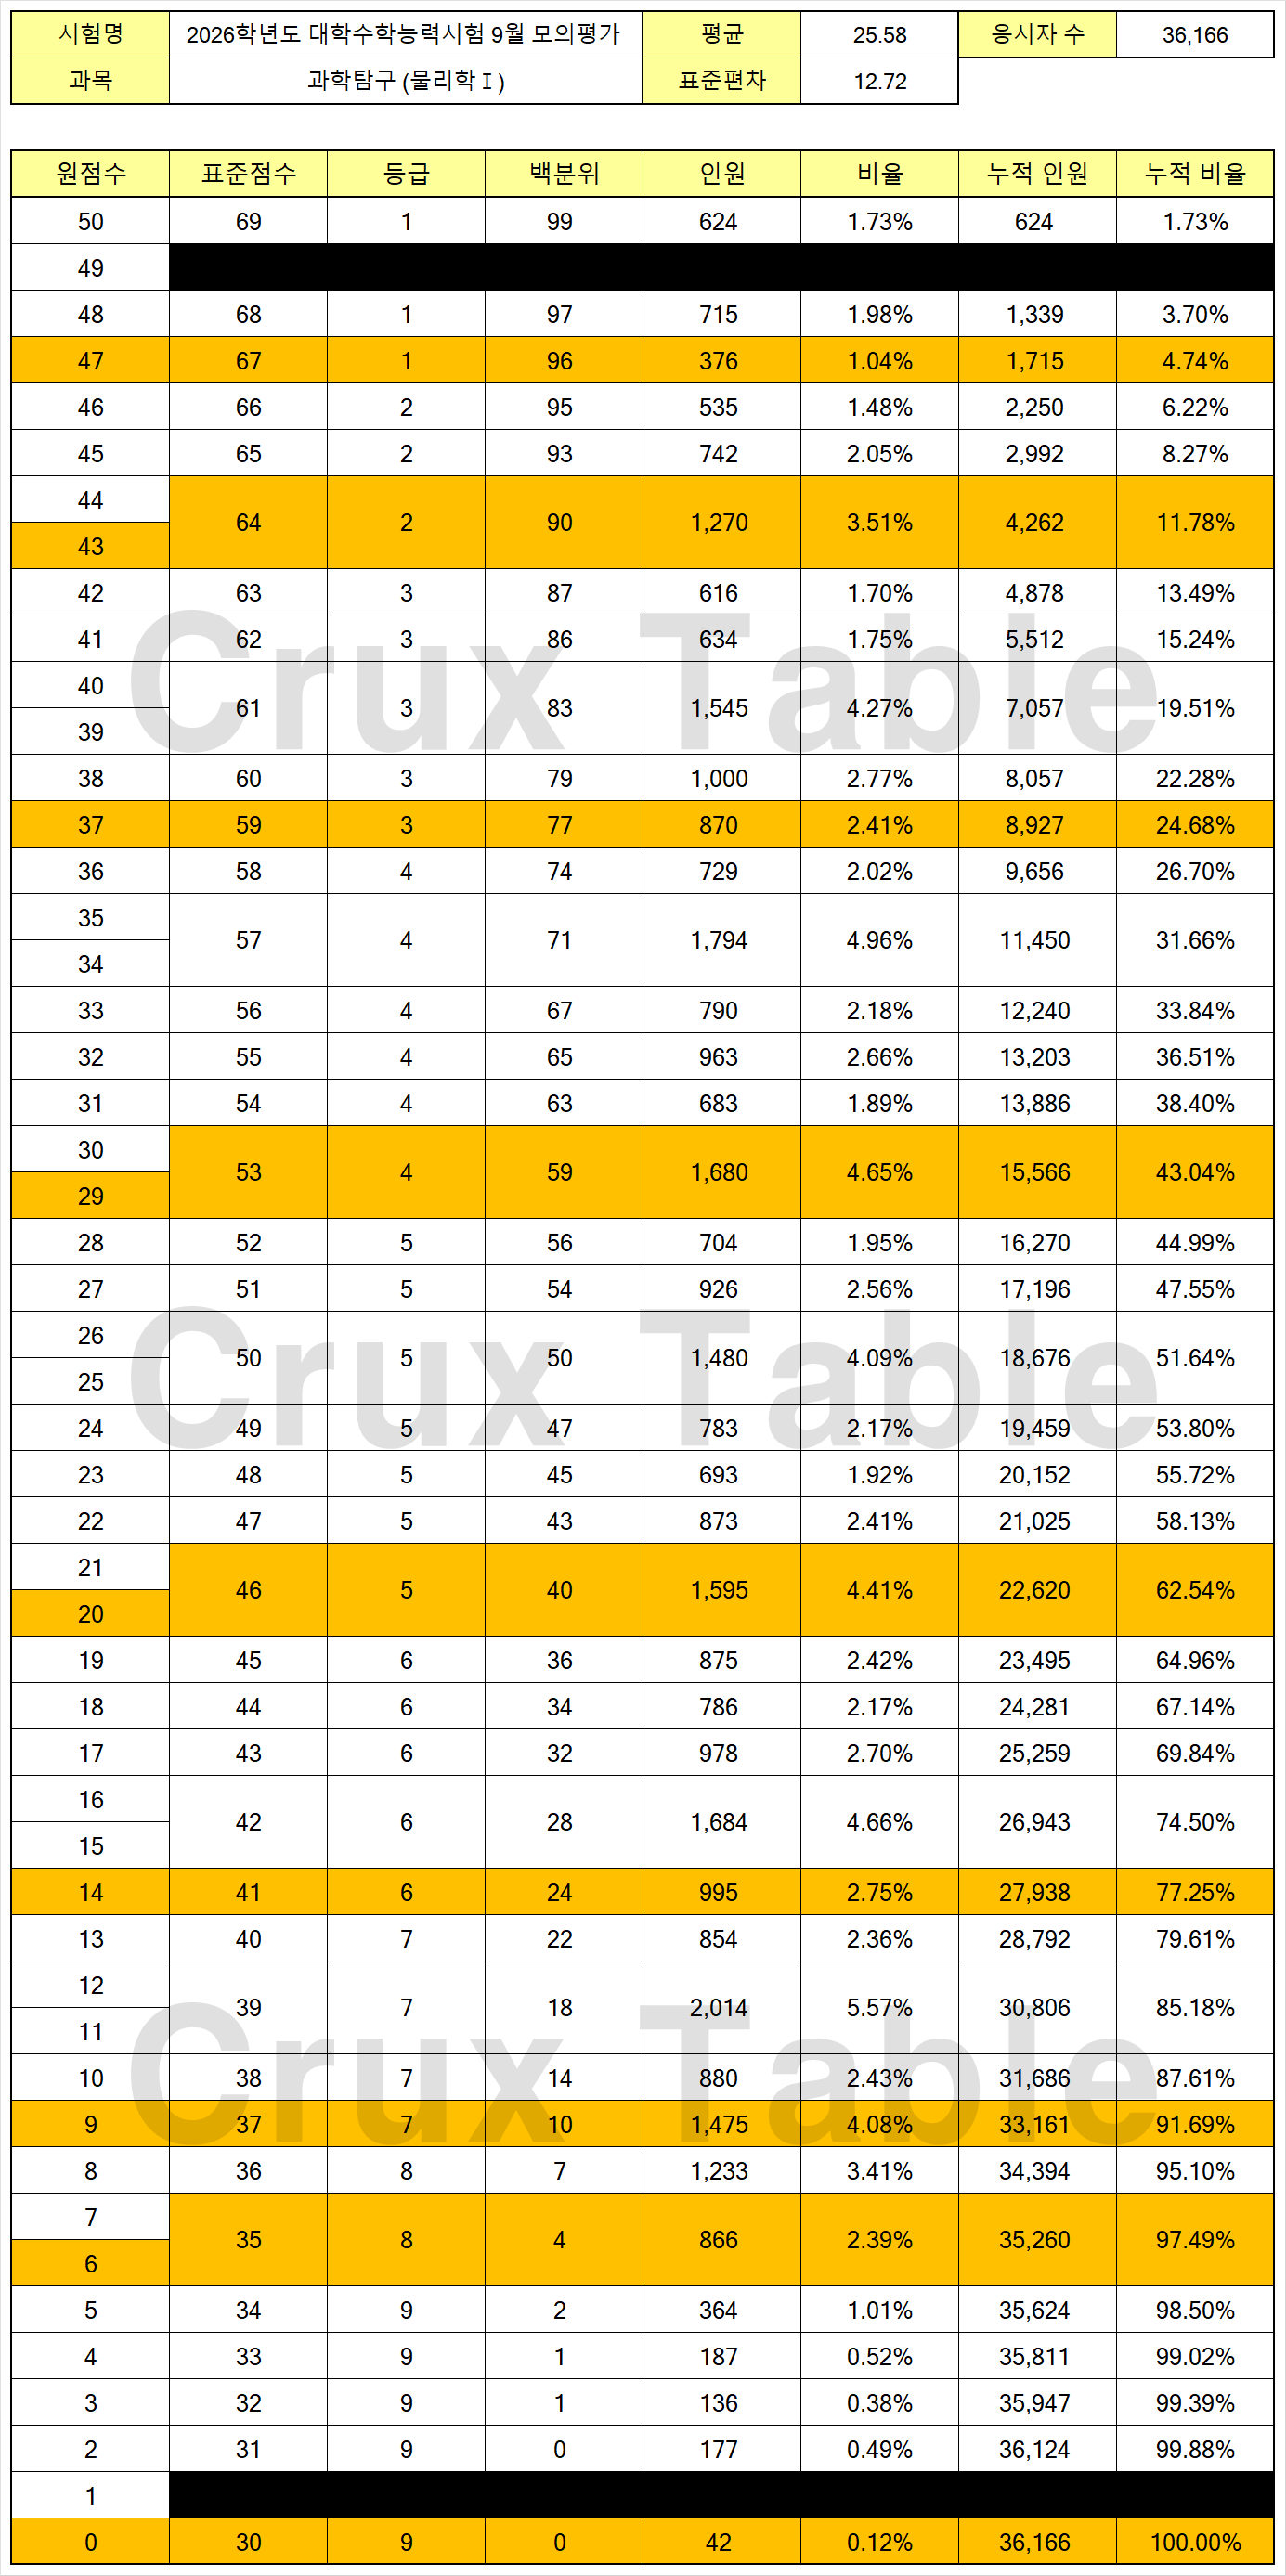 시험명 2026학년도 대학수학능력시험 9월 모의평가 평균 25.58 응시자 수 36,166
과목 과학탐구 (물리학 I) 표준편차 12.72
원점수 표준점수 등급 백분위 인원 비율 누적 인원 누적 비율
50 69 1 99 624 1.73% 624 1.73%
49
48 68 1 97 715 1.98% 1,339 3.70%
47 67 1 96 376 1.04% 1,715 4.74%
46 66 2 95 535 1.48% 2,250 6.22%
45 65 2 93 742 2.05% 2,992 8.27%
44
64 2 90 1,270 3.51% 4,262 11.78%
43
42 63 3 87 616 1.70% 4,878 13.49%
41 62 3 86 634 1.75% 5,512 15.24%
40
61 3 83 1,545 4.27% 7,057 19.51%
39
Crux Table
38 60 3 79 1,000 2.77% 8,057 22.28%
37 59 3 77 870 2.41% 8,927 24.68%
36 58 4 74 729 2.02% 9,656 26.70%
35
57 4 71 1,794 4.96% 11,450 31.66%
34
33 56 4 67 790 2.18% 12,240 33.84%
32 55 4 65 963 2.66% 13,203 36.51%
31 54 4 63 683 1.89% 13,886 38.40%
30
53 4 59 1,680 4.65% 15,566 43.04%
29
28 52 5 56 704 1.95% 16,270 44.99%
27 51 5 54 926 2.56% 17,196 47.55%
26
50 5 50 1,480 4.09% 18,676 51.64%
25
Crux Table
24 49 5 47 783 2.17% 19,459 53.80%
23 48 5 45 693 1.92% 20,152 55.72%
22 47 5 43 873 2.41% 21,025 58.13%
21
46 5 40 1,595 4.41% 22,620 62.54%
20
19 45 6 36 875 2.42% 23,495 64.96%
18 44 6 34 786 2.17% 24,281 67.14%
17 43 6 32 978 2.70% 25,259 69.84%
16
42 6 28 1,684 4.66% 26,943 74.50%
15
14 41 6 24 995 2.75% 27,938 77.25%
13 40 7 22 854 2.36% 28,792 79.61%
12
39 7 18 2,014 5.57% 30,806 85.18%
11
Crux Table
10 38 7 14 880 2.43% 31,686 87.61%
9 37 7 10 1,475 4.08% 33,161 91.69%
8 36 8 7 1,233 3.41% 34,394 95.10%
7
35 8 4 866 2.39% 35,260 97.49%
6
5 34 9 2 364 1.01% 35,624 98.50%
4 33 9 1 187 0.52% 35,811 99.02%
3 32 9 1 136 0.38% 35,947 99.39%
2 31 9 0 177 0.49% 36,124 99.88%
1
0 30 9 0 42 0.12% 36,166 100.00%